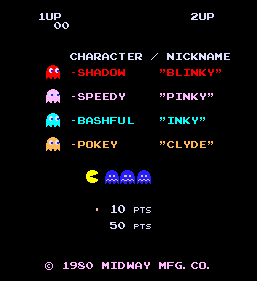 1UP 2UP
00
CHARACTER / NICKNAME
-SHADOW "BLINKY"
-SPEEDY "PINKY"
-BASHFUL "INKY"
-POKEY "CLYDE"
10 PTS
50 PTS
© 1980 MIDWAY MFG. CO.